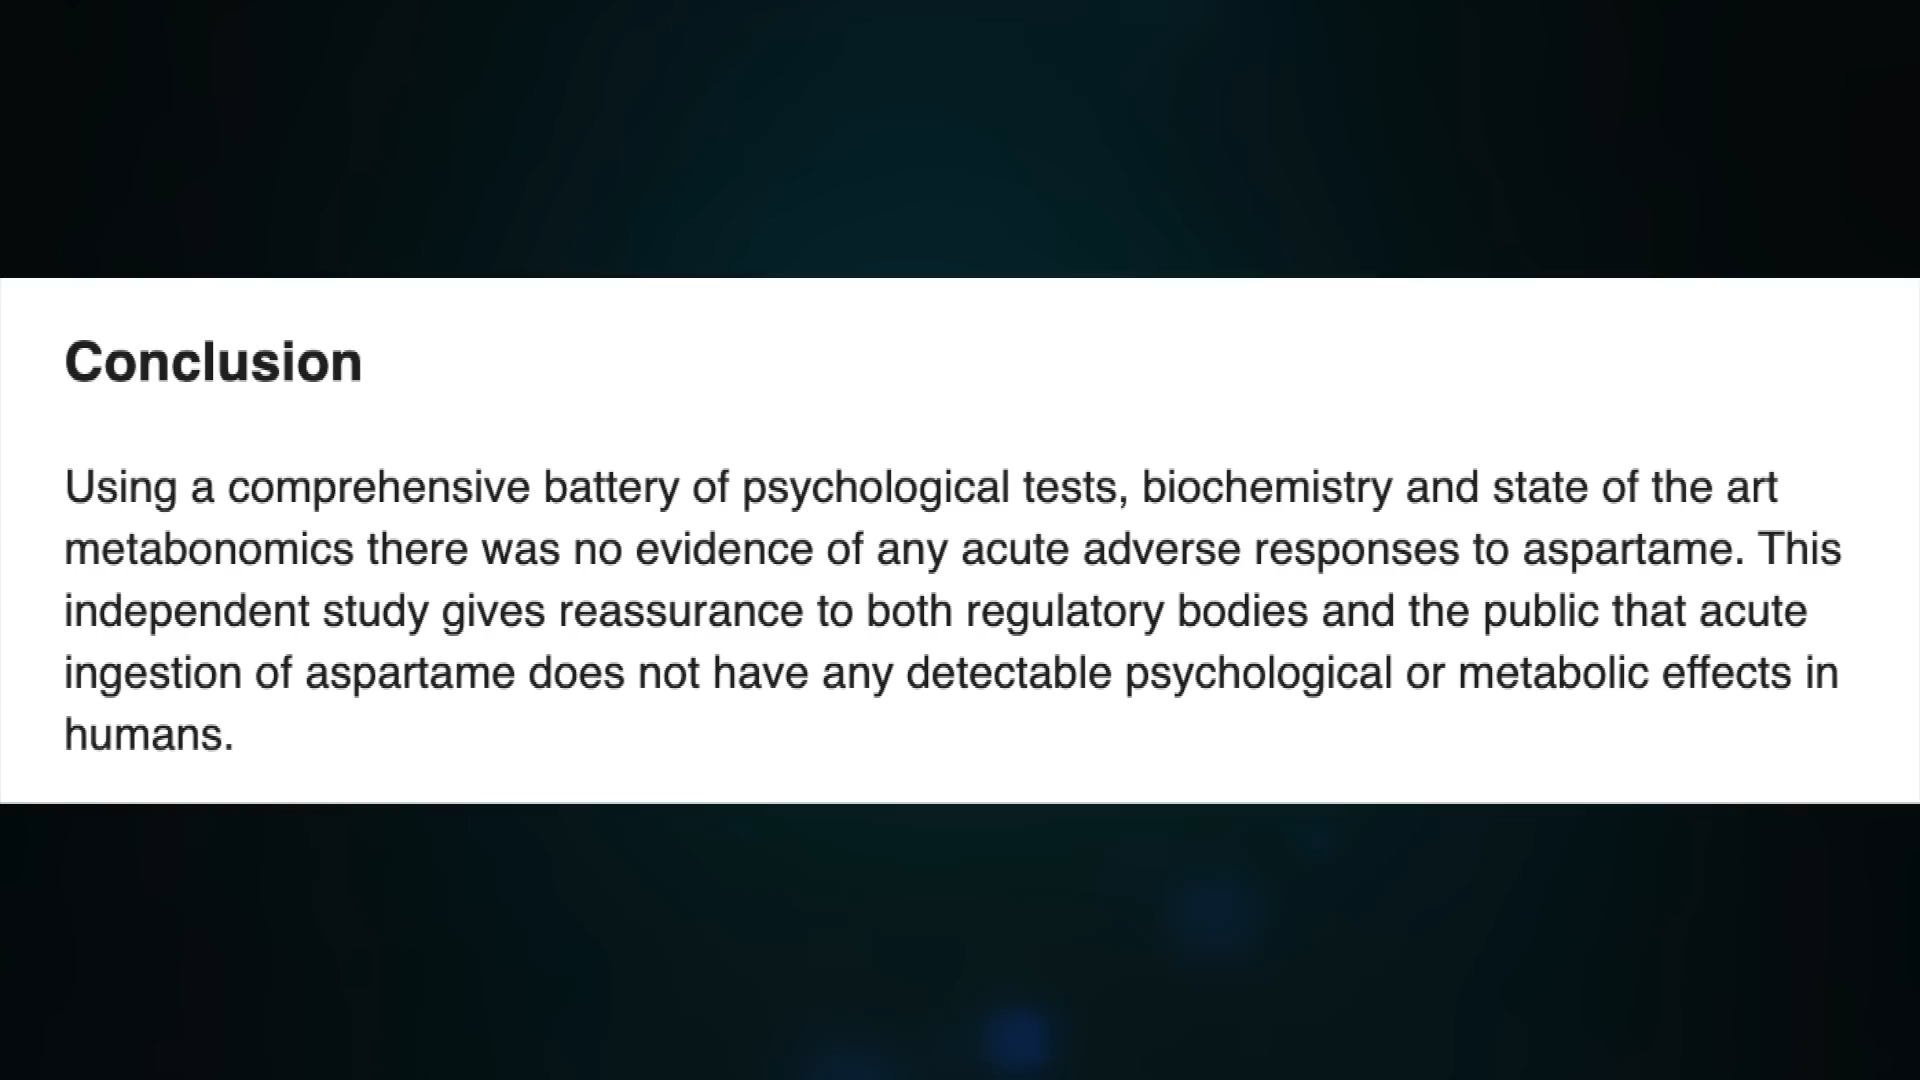 Conclusion
Using a comprehensive battery of psychological tests, biochemistry and state of the art
metabonomics there was no evidence of any acute adverse responses to aspartame. This
independent study gives reassurance to both regulatory bodies and the public that acute
ingestion of aspartame does not have any detectable psychological or metabolic effects in
humans.